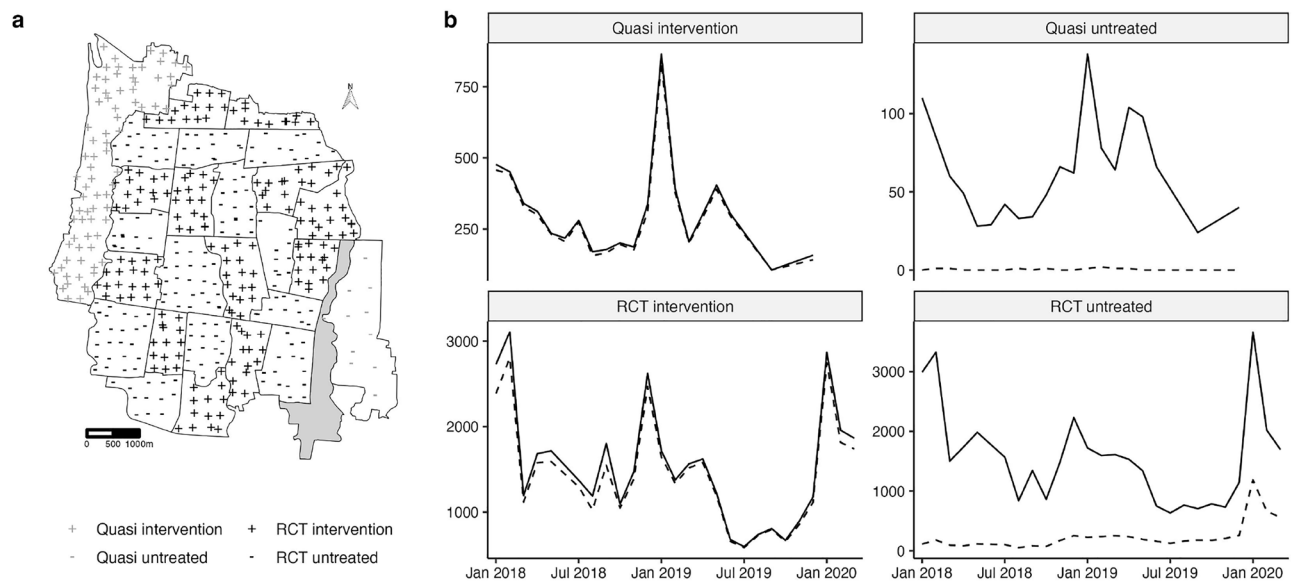 a
N
0 500 1000m
+ Quasi intervention + RCT intervention
- Quasi untreated - RCT untreated
b
Quasi intervention
750
500
250
Quasi untreated
100
50
0
RCT intervention
3000
2000
1000
Jan 2018 Jul 2018 Jan 2019 Jul 2019 Jan 2020
RCT untreated
3000
2000
1000
0
Jan 2018 Jul 2018 Jan 2019 Jul 2019 Jan 2020